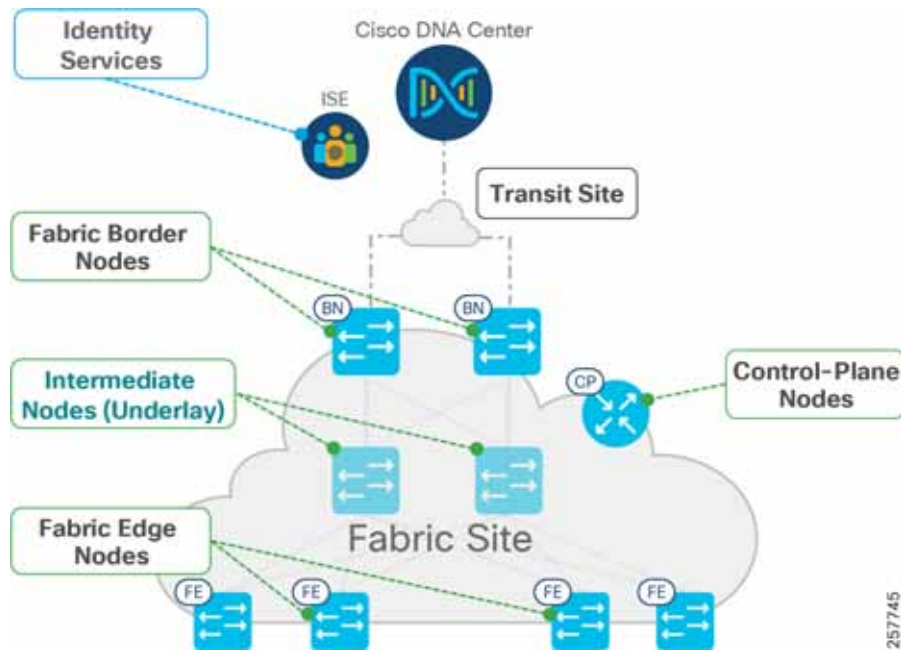 Identity
Services
Cisco DNA Center
ISE
Transit Site
Fabric Border
Nodes
BN
BN
Intermediate
Nodes (Underlay)
CP
Control-Plane
Nodes
Fabric Edge
Nodes
Fabric Site
FE
FE
FE
FE
257745